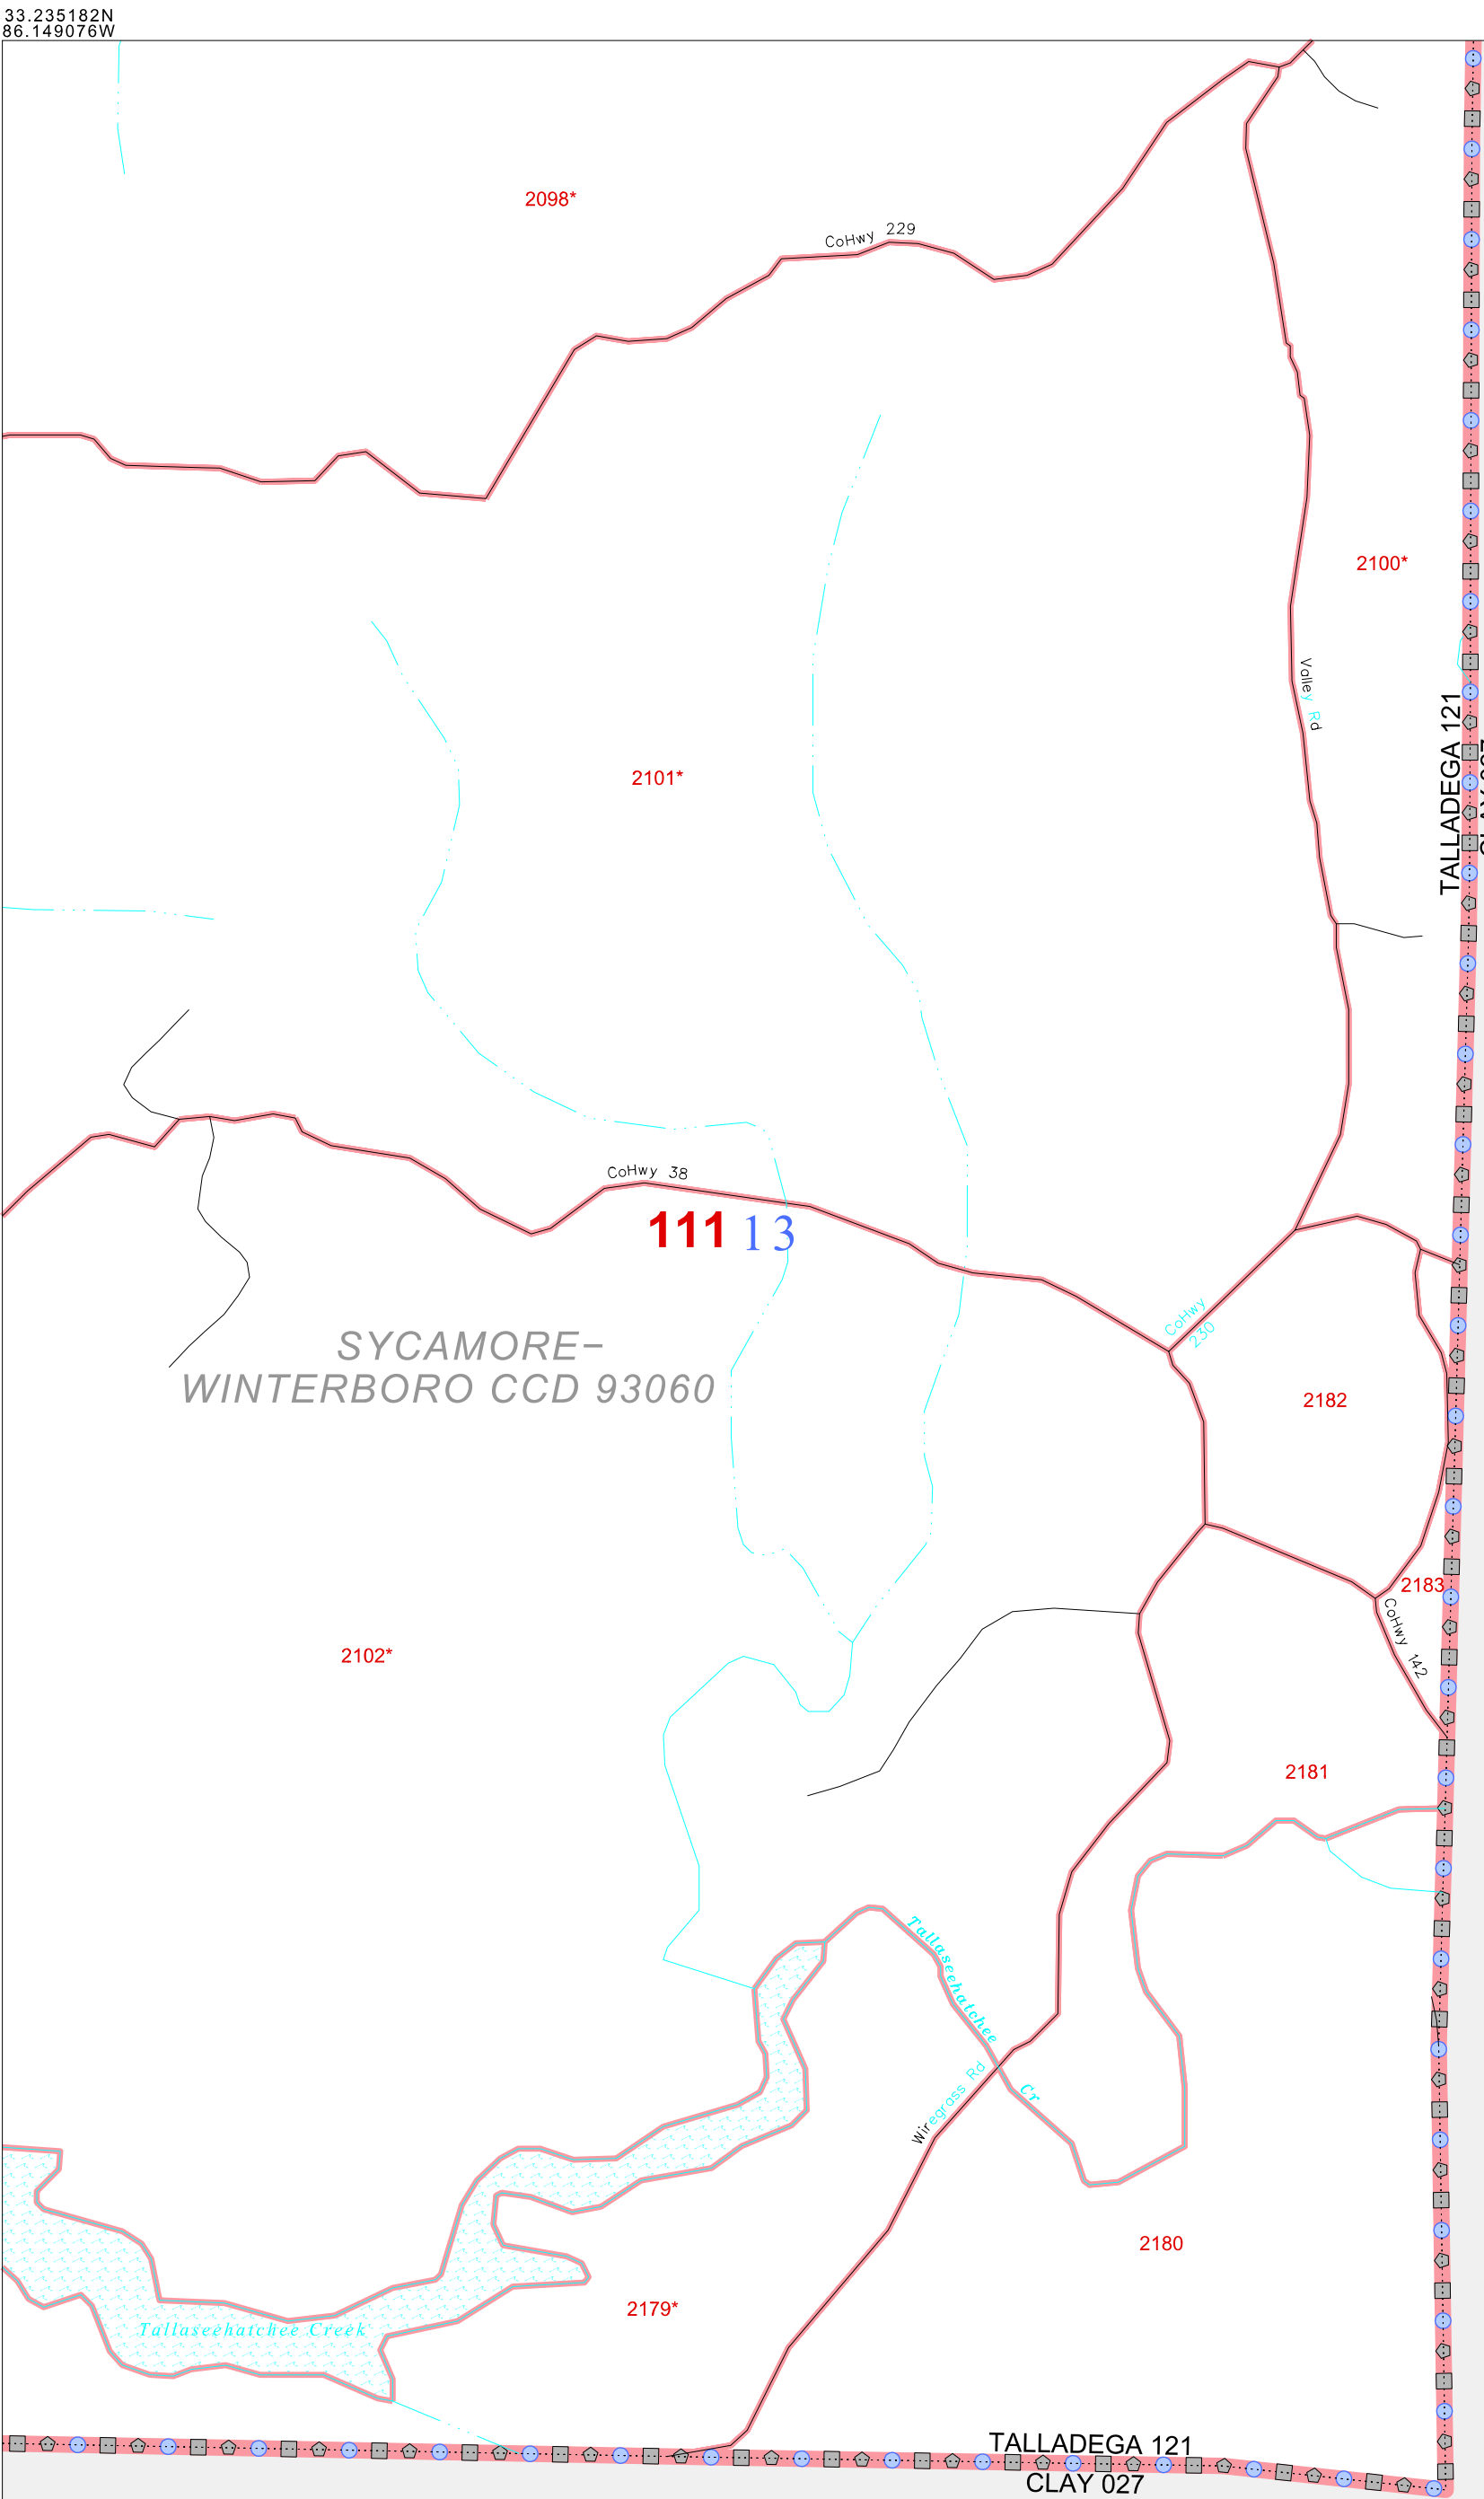 33.235182N
86.149076W
2098*
CoHwy 229
2100*
Valley Rd
TALLADEGA 121
2101*
CoHwy 38
111 13
CoHwy
230
SYCAMORE-
WINTERBORO CCD 93060
2182
2183
CoHwy 142
2102*
2181
Tallaseehatchee
Cr
Wiregrass Rd
2180
2179*
Tallaseehatchee Creek
TALLADEGA 121
CLAY 027